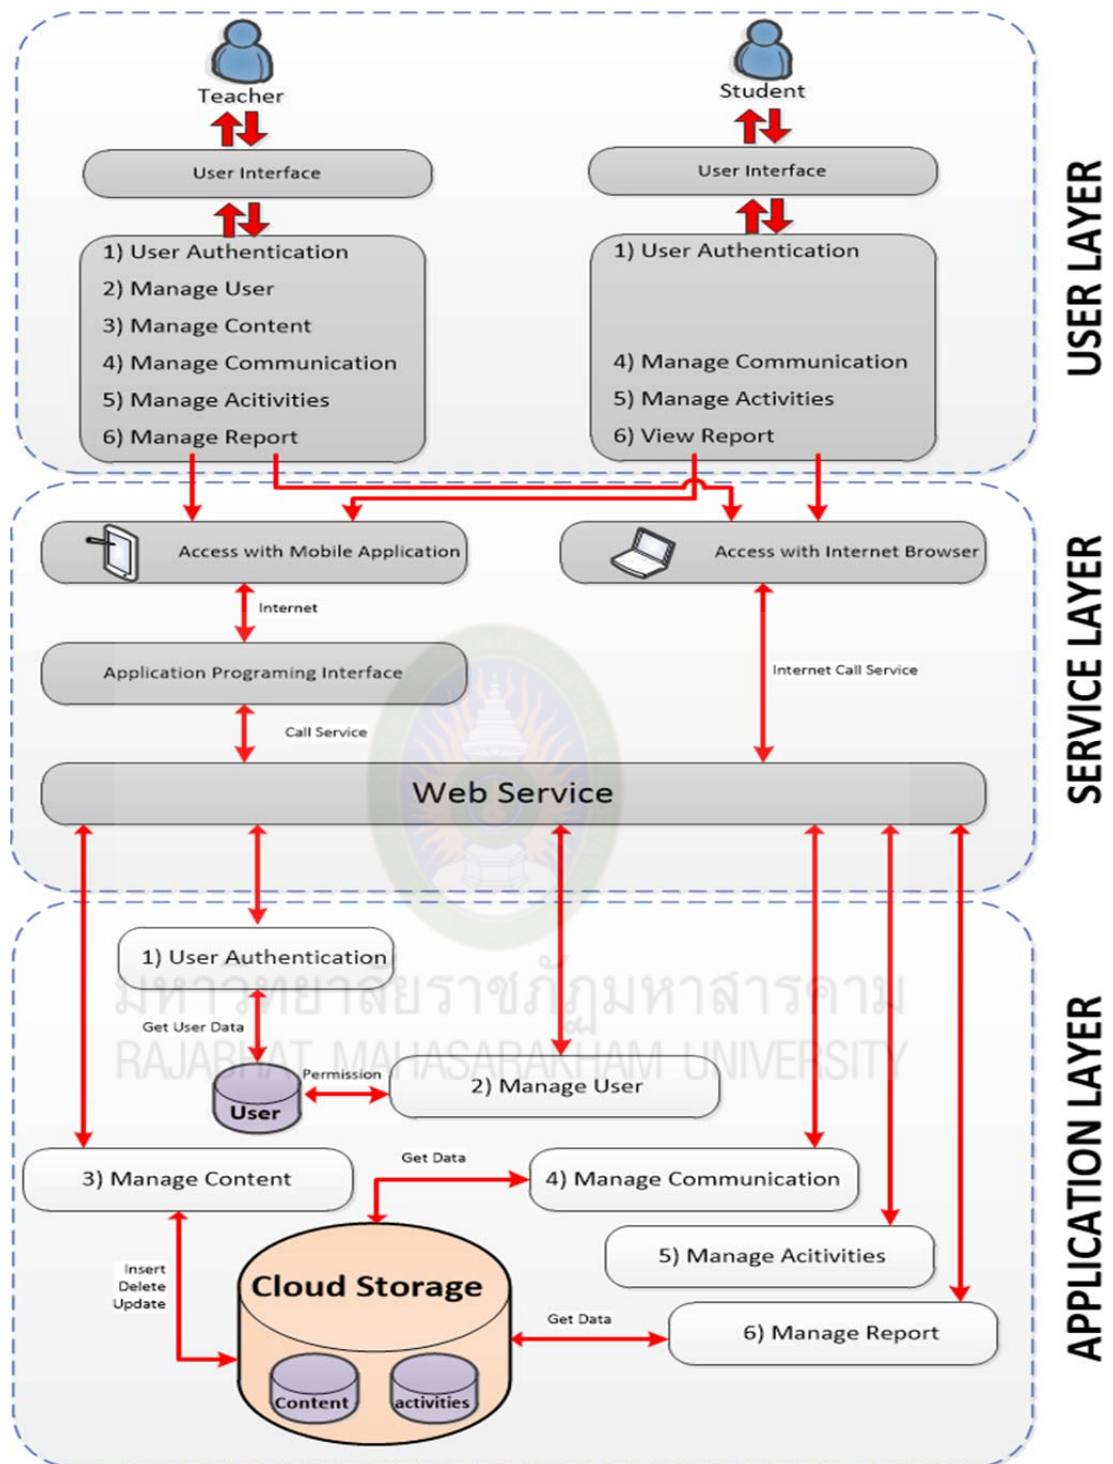 Teacher
Student
User Interface
User Interface
1) User Authentication
2) Manage User
3) Manage Content
4) Manage Communication
5) Manage Acitivities
6) Manage Report
1) User Authentication
4) Manage Communication
5) Manage Activities
6) View Report
USER LAYER
Access with Mobile Application
Access with Internet Browser
Internet
Application Programing Interface
Internet Call Service
Call Service
Web Service
SERVICE LAYER
1) User Authentication
มหาวิทยาลัยราชภัฏมหาสารคาม
Get User Data
RAJABHAT MAHASARAKHAM UNIVERSITY
Permission
2) Manage User
User
3) Manage Content
Get Data
4) Manage Communication
5) Manage Acitivities
Insert
Delete
Update
Cloud Storage
Get Data
6) Manage Report
Content
activities
APPLICATION LAYER